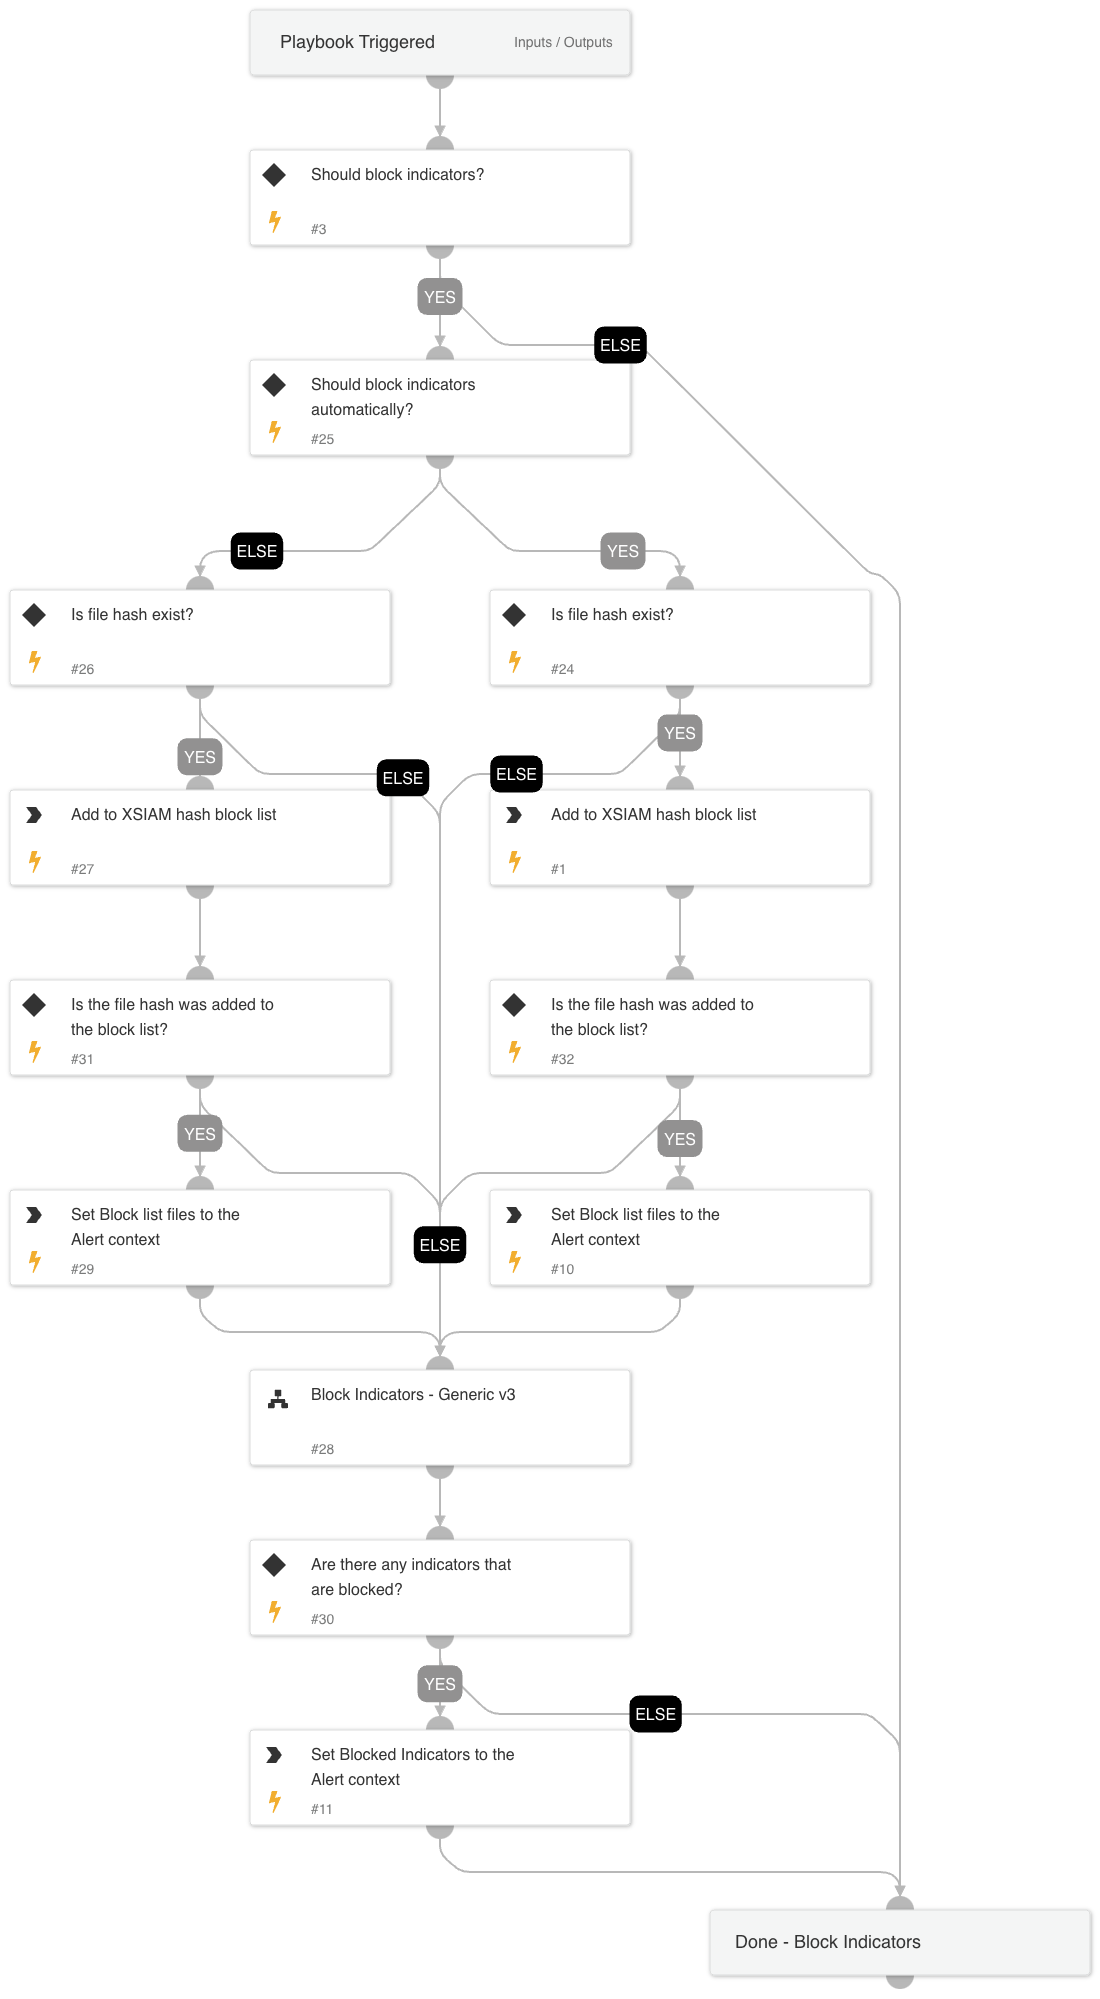 Playbook Triggered
Inputs / Outputs
Should block indicators?
#3
YES
ELSE
Should block indicators
automatically?
#25
ELSE
YES
Is file hash exist?
#26
Is file hash exist?
#24
YES
ELSE
ELSE
YES
Add to XSIAM hash block list
#27
Add to XSIAM hash block list
#1
Is the file hash was added to
the block list?
#31
Is the file hash was added to
the block list?
#32
YES
YES
Set Block list files to the
Alert context
#29
ELSE
Set Block list files to the
Alert context
#10
Block Indicators - Generic v3
#28
Are there any indicators that
are blocked?
#30
YES
ELSE
Set Blocked Indicators to the
Alert context
#11
Done - Block Indicators